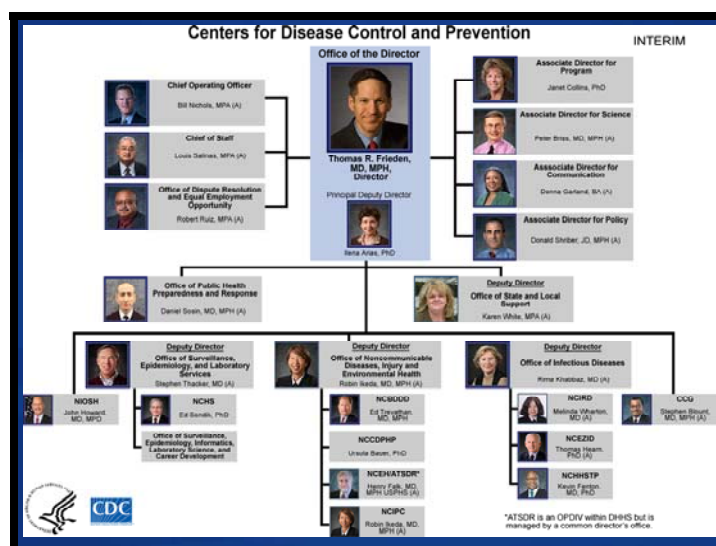 Centers for Disease Control and Prevention
INTERIM
Office of the Director
Thomas R. Frieden,
MD, MPH,
Director
Principal Deputy Director
Ilena Arias, PhD
Chief Operating Officer
Bill Nichols, MPA (A)
Chief of Staff
Louis Salinas, MPA (A)
Office of Dispute Resolution
and Equal Employment
Opportunity
Robert Ruiz, MPA (A)
Associate Director for
Program
Janet Collins, PhD
Associate Director for Science
Peter Briss, MD, MPH (A)
Associate Director for
Communication
Donna Garland, BA (A)
Associate Director for Policy
Donald Shriber, JD, MPH (A)
Office of Public Health
Preparedness and Response
Daniel Sosin, MD, MPH (A)
Deputy Director
Office of State and Local
Support
Karen White, MPA (A)
Deputy Director
Office of Surveillance,
Epidemiology, and Laboratory
Services
Stephen Thacker, MD (A)
Deputy Director
Office of Noncommunicable
Diseases, Injury and
Environmental Health
Robin Ikeda, MD, MPH (A)
Deputy Director
Office of Infectious Diseases
Rima Khabbaz, MD (A)
NIOSH
John Howard,
MD, MPD
NCHS
Ed Sondik, PhD
Office of Surveillance,
Epidemiology, Informatics,
Laboratory Science, and
Career Development
NCBDDD
Ed Trevathan,
MD, MPH
NCCDPHP
Ursula Bauer, PhD
NCEH/ATSDR*
Henry Falk, MD,
MPH USPHS (A)
NCIPC
Robin Ikeda, MD,
MPH (A)
NCIRD
Melinda Wharton,
MD (A)
NCEZID
Thomas Hearn,
PhD (A)
NCHHSTP
Kevin Fenton,
MD, PhD
CCG
Stephen Blount,
MD, MPH (A)
CDC
*ATSDR is an OPDIV within DHHS but is
managed by a common director's office.